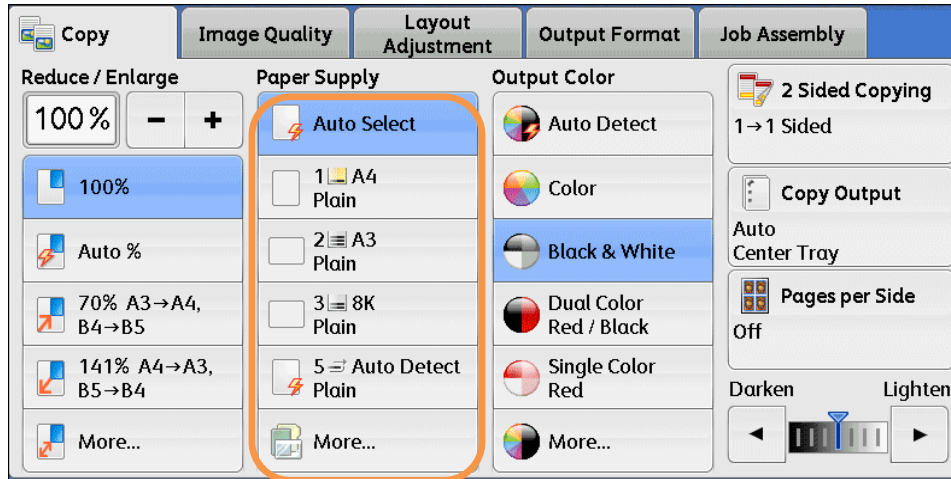 Copy
Image Quality
Layout
Adjustment
Output Format
Job Assembly
Reduce / Enlarge
100%
−
+
100%
Auto %
70% A3→A4,
B4→B5
141% A4→A3,
B5→B4
More...
Paper Supply
Auto Select
1 A4
Plain
2 A3
Plain
3 8K
Plain
5 Auto Detect
Plain
More...
Output Color
Auto Detect
Color
Black & White
Dual Color
Red / Black
Single Color
Red
More...
2 Sided Copying
1→1 Sided
Copy Output
Auto
Center Tray
Pages per Side
Off
Darken
Lighten